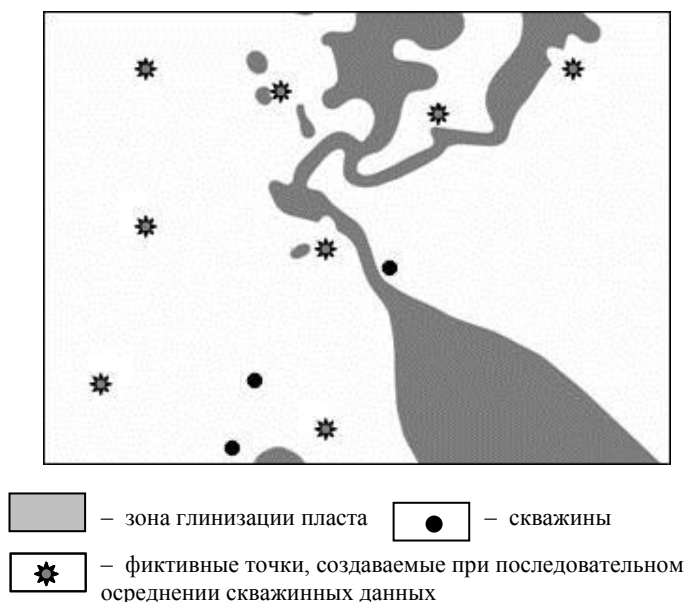 – зона глинизации пласта
– скважины
– фиктивные точки, создаваемые при последовательном
осреднении скважинных данных